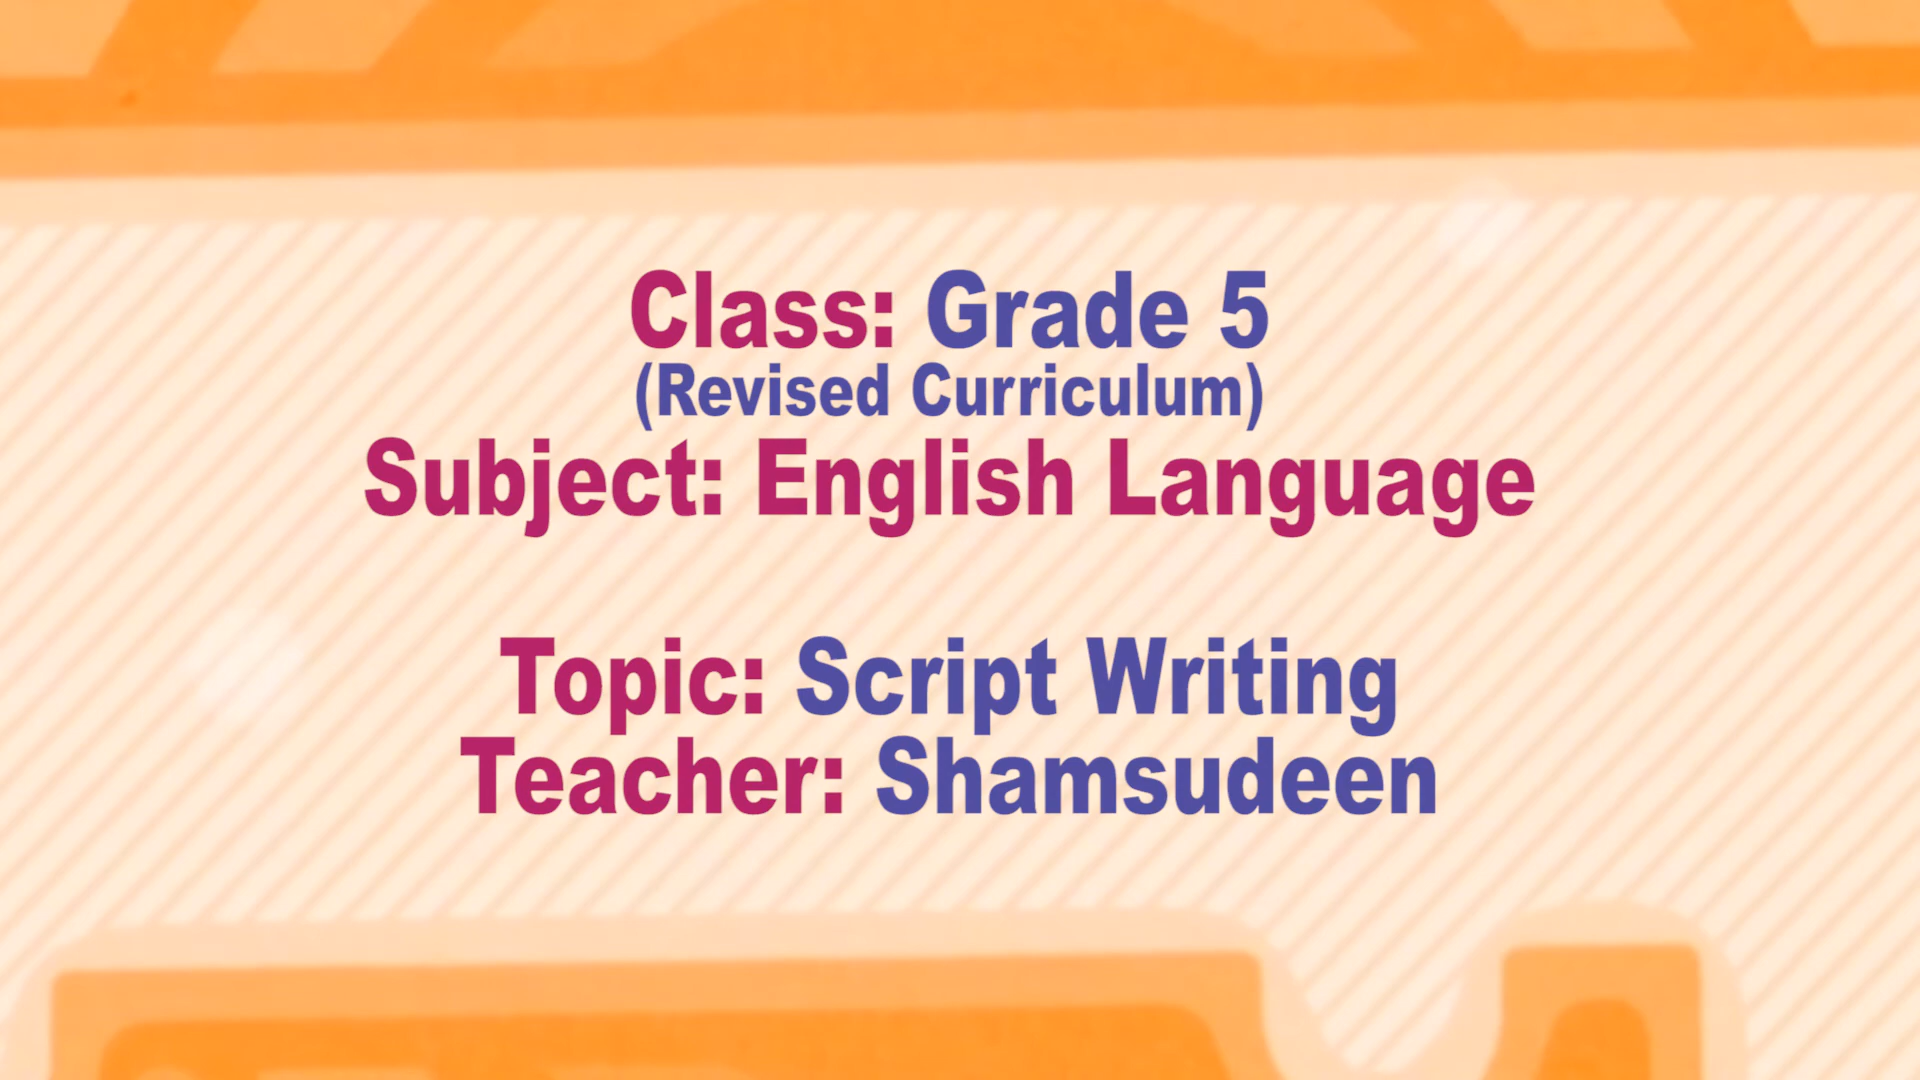 Class: Grade 5
(Revised Curriculum)
Subject: English Language
Topic: Script Writing
Teacher: Shamsudeen